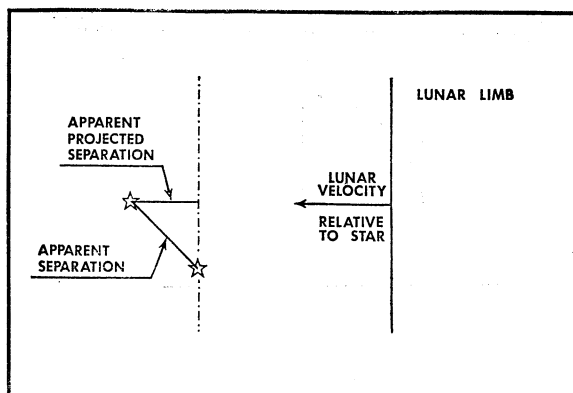 LUNAR LIMB
APPARENT
PROJECTED
SEPARATION
LUNAR
VELOCITY
RELATIVE
TO STAR
APPARENT
SEPARATION